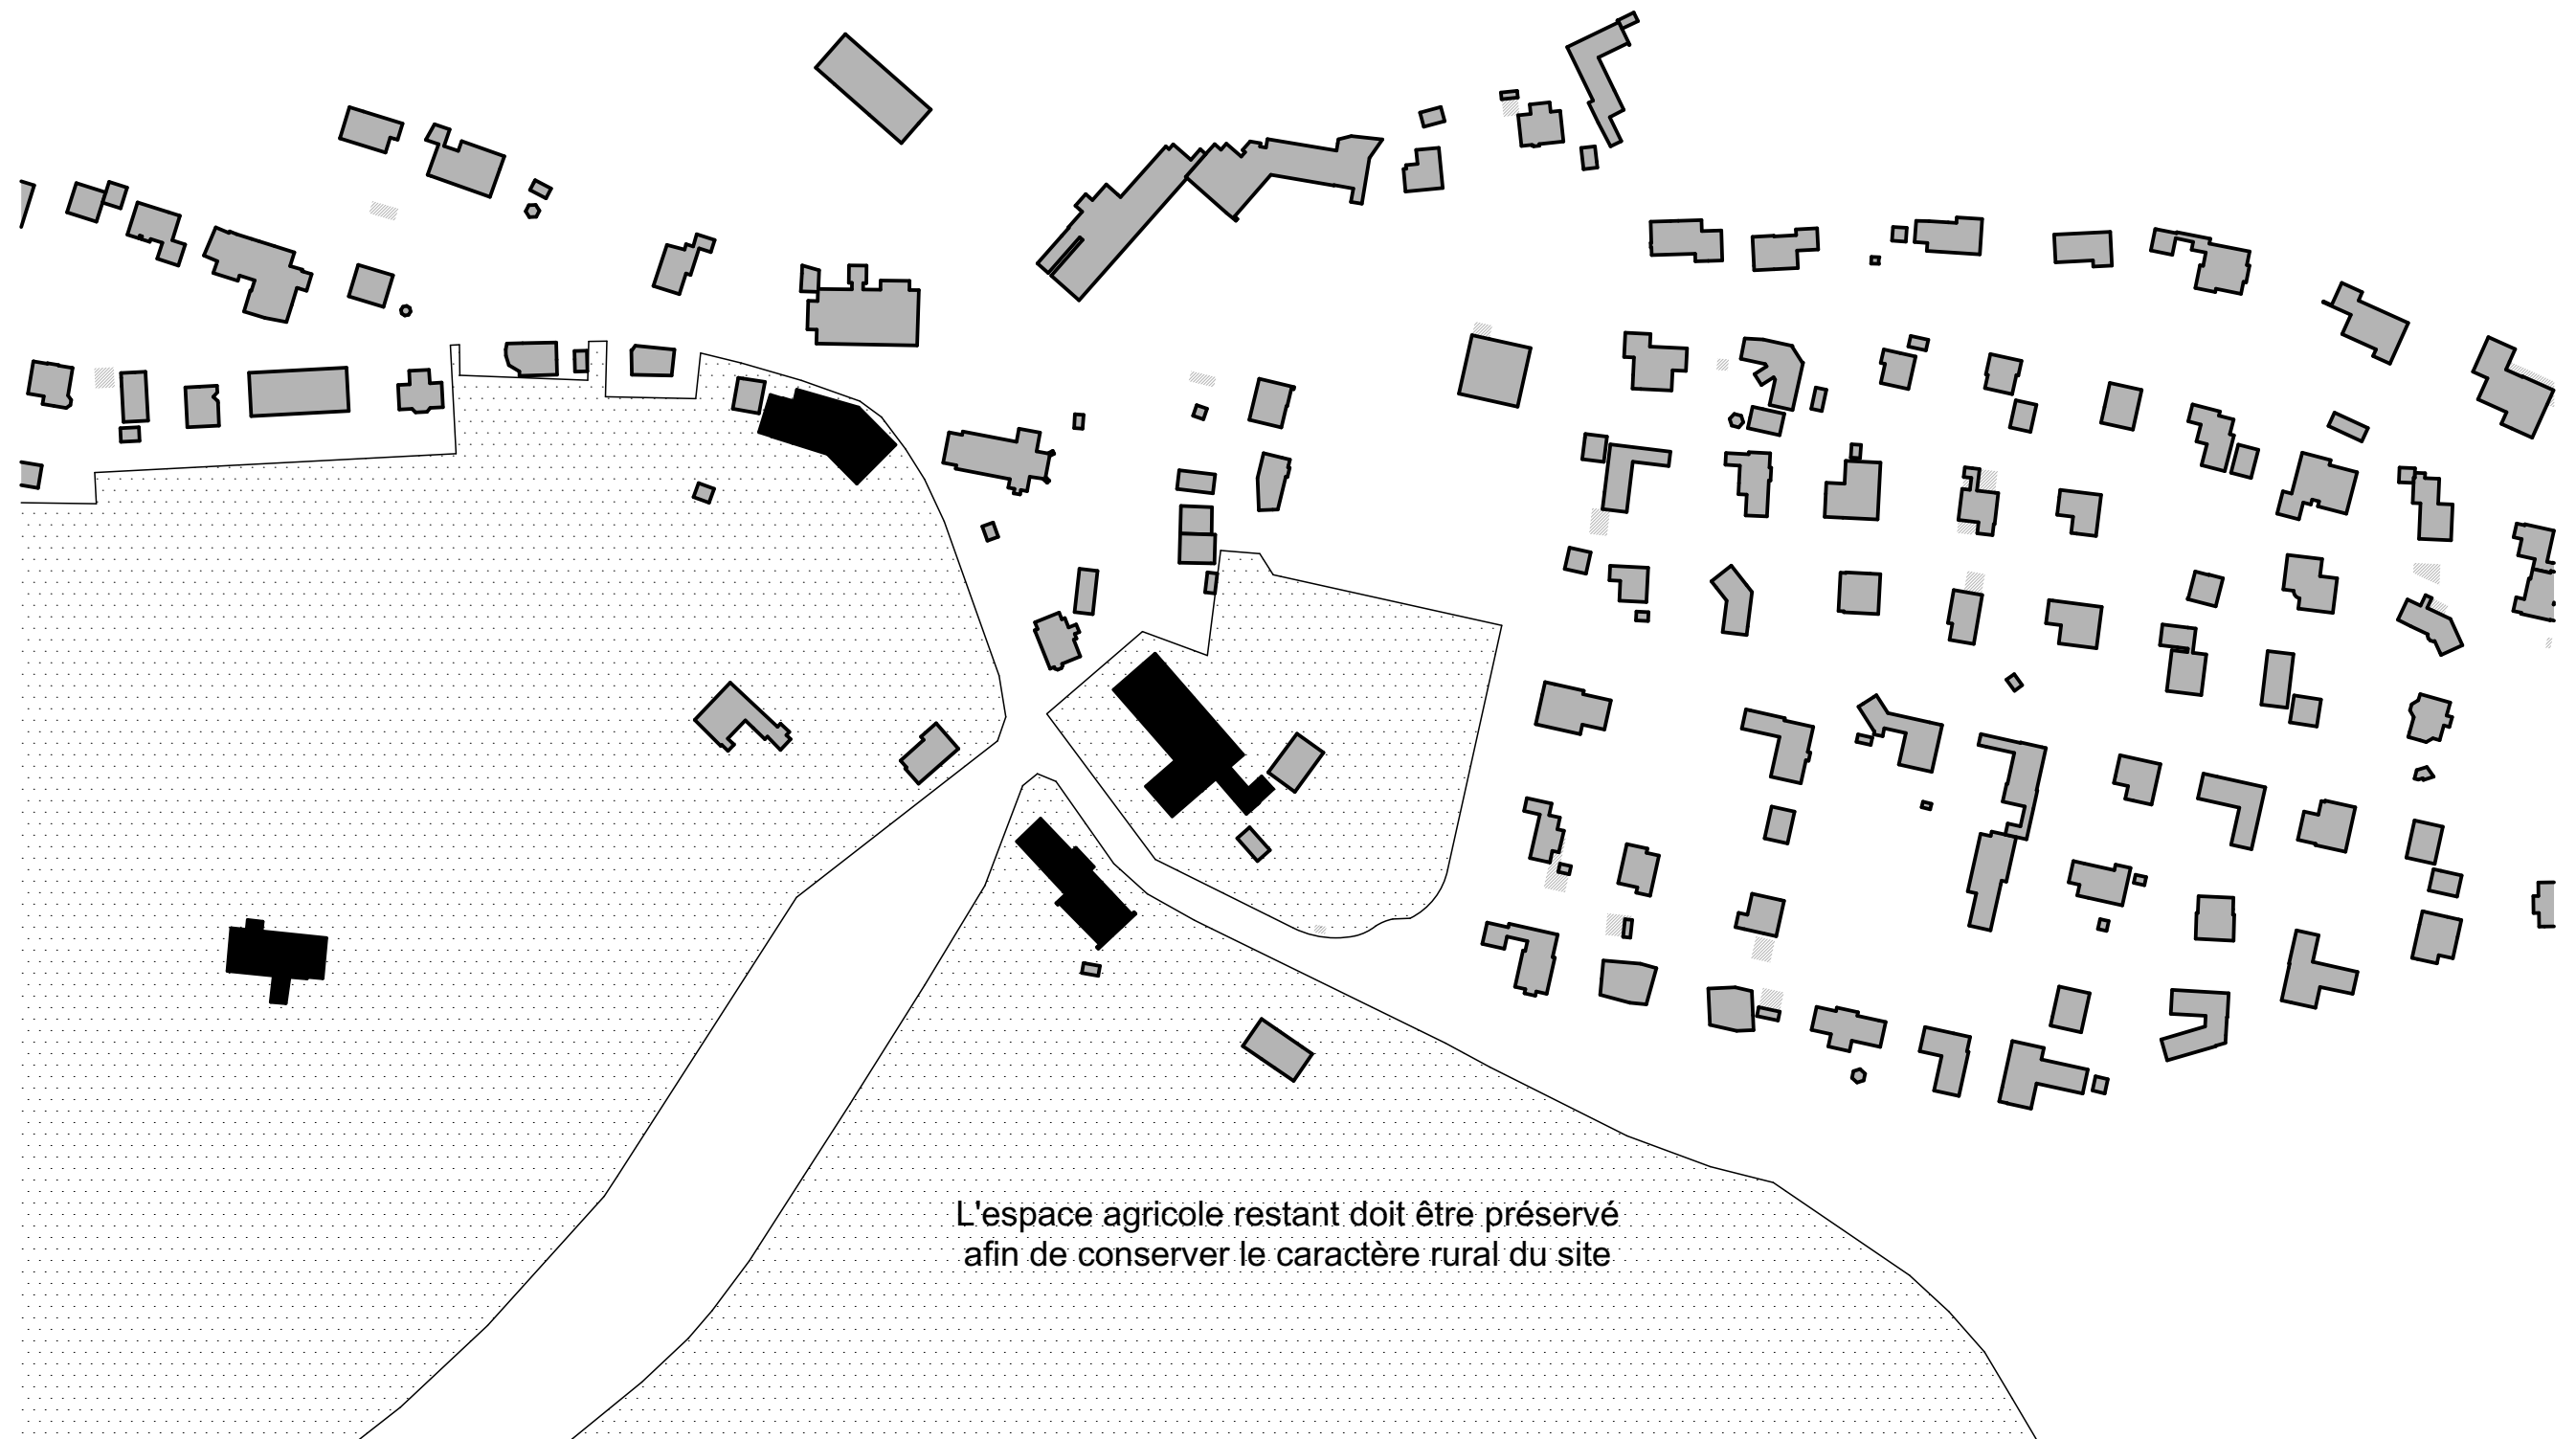 L'espace agricole restant doit être préservé
afin de conserver le caractère rural du site